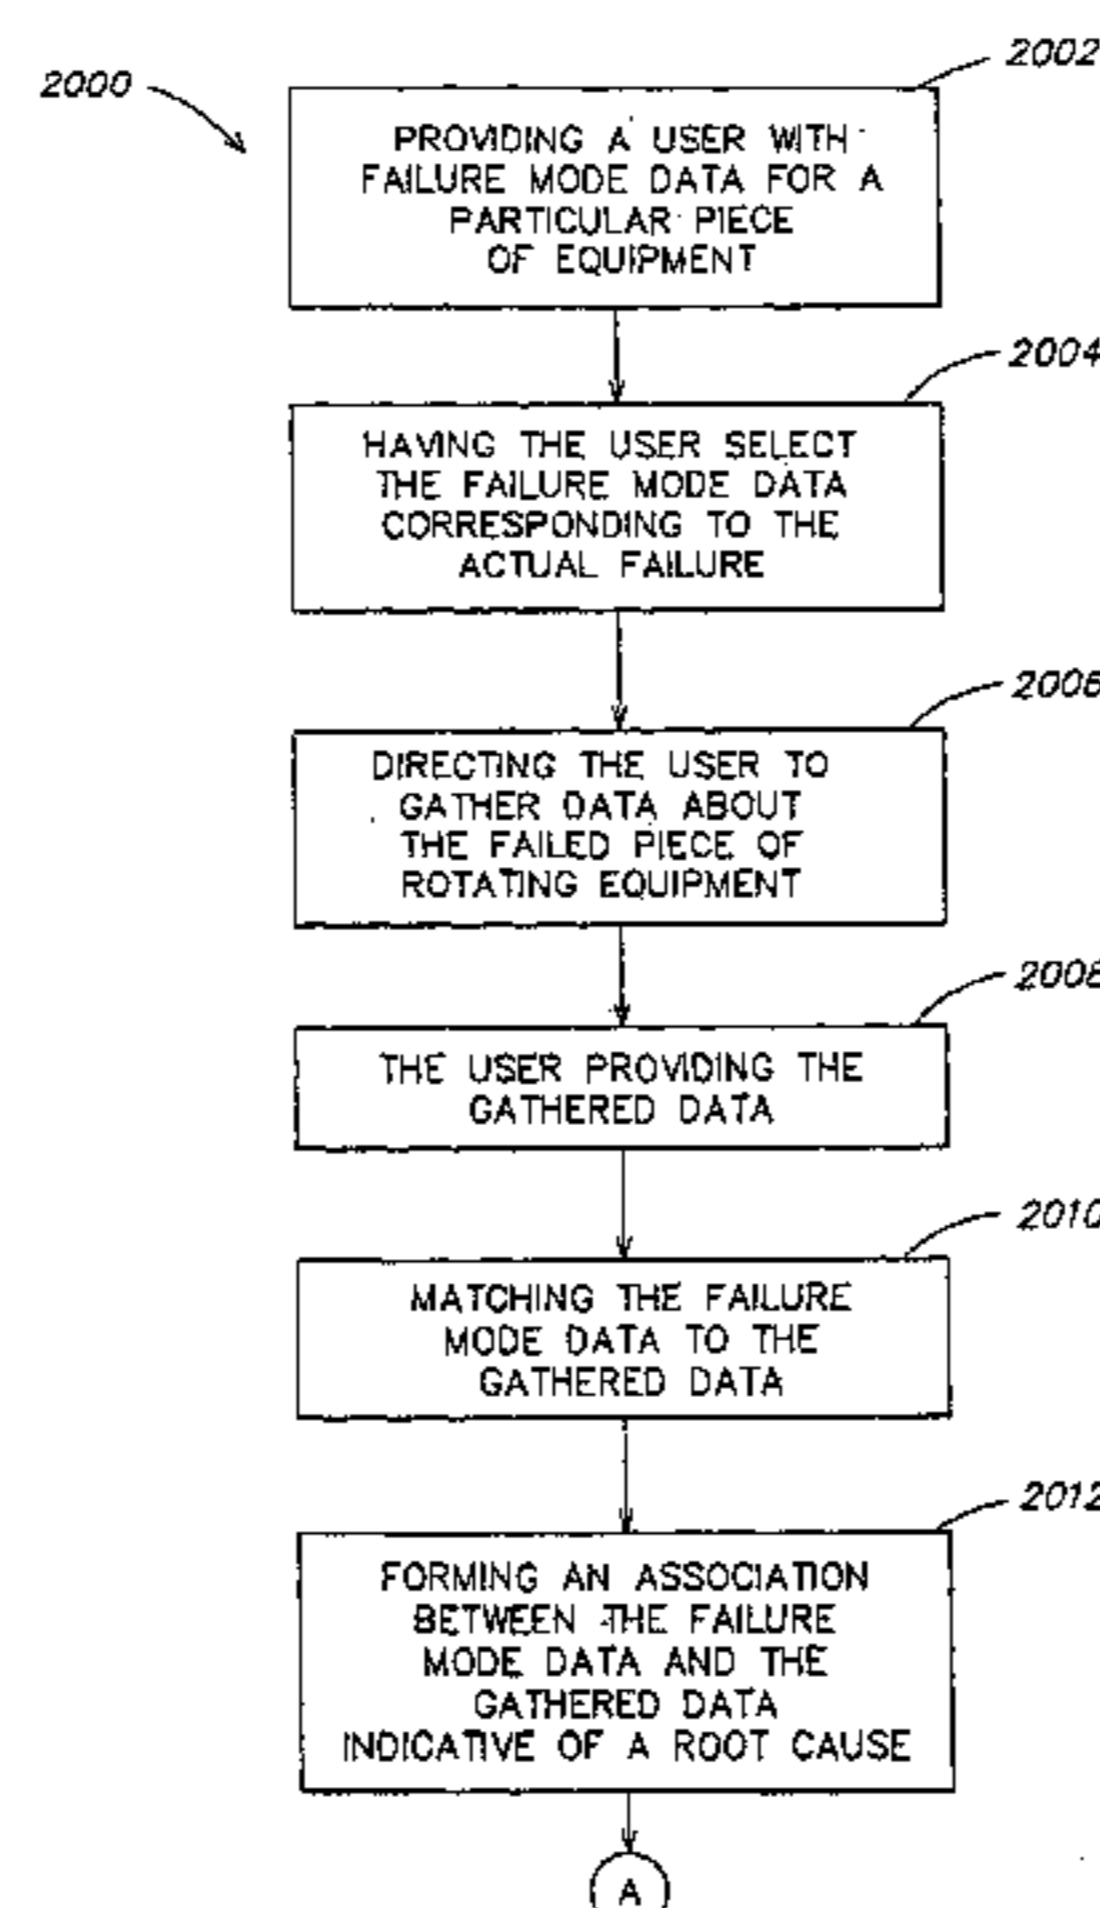 2000
2002
PROVIDING A USER WITH
FAILURE MODE DATA FOR A
PARTICULAR PIECE
OF EQUIPMENT
2004
HAVING THE USER SELECT
THE FAILURE MODE DATA
CORRESPONDING TO THE
ACTUAL FAILURE
2006
DIRECTING THE USER TO
GATHER DATA ABOUT
THE FAILED PIECE OF
ROTATING EQUIPMENT
2008
THE USER PROVIDING THE
GATHERED DATA
2010
MATCHING THE FAILURE
MODE DATA TO THE
GATHERED DATA
2012
FORMING AN ASSOCIATION
BETWEEN THE FAILURE
MODE DATA AND THE
GATHERED DATA
INDICATIVE OF A ROOT CAUSE
A